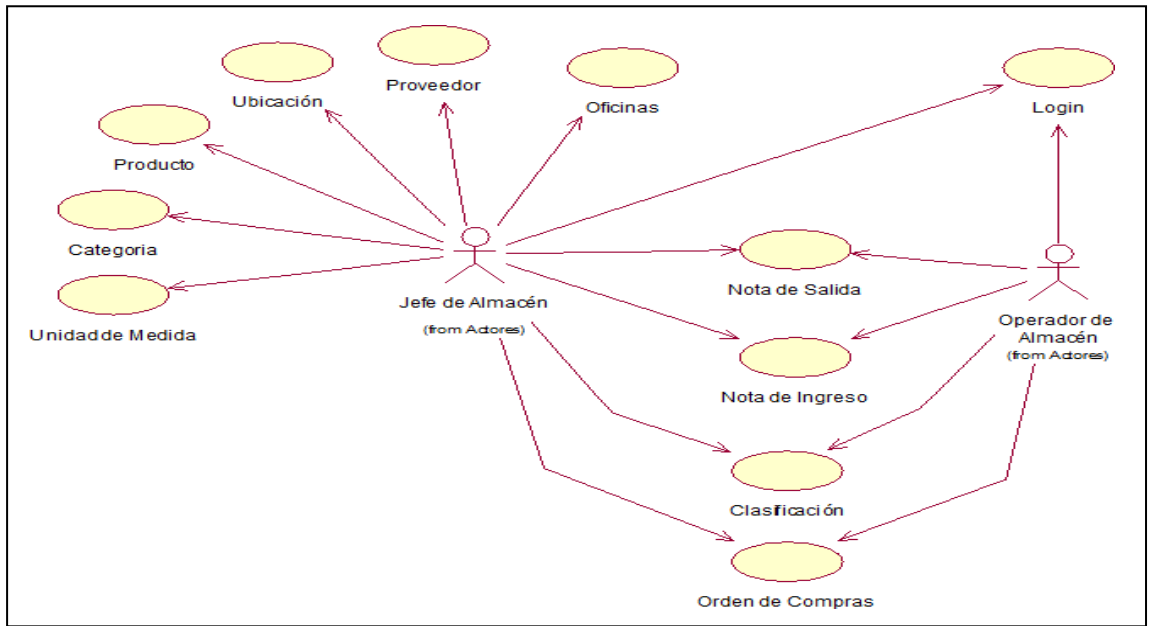 Proveedor
Ubicación
Oficinas
Login
Producto
Categoria
Unidad de Medida
Jefe de Almacén
(from Actores)
Nota de Salida
Operador de
Almacén
(from Actores)
Nota de Ingreso
Clasificación
Orden de Compras